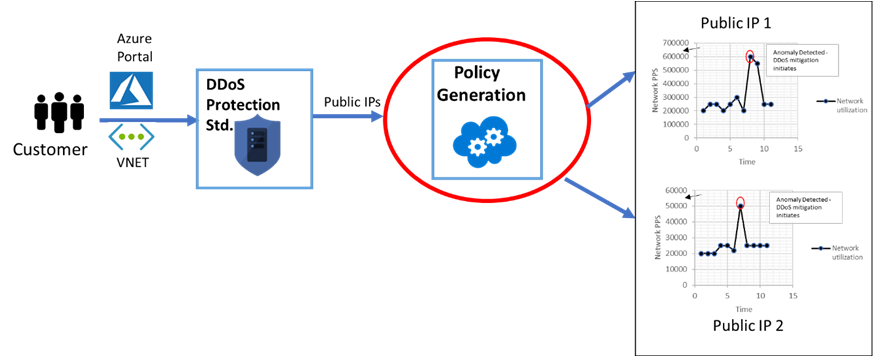 Azure
Portal
Customer
VNET
DDoS
Protection
Std.
Public IPs
Policy
Generation
Public IP 1
700000
600000
500000
400000
300000
200000
100000
Network PPS
0
5
10
15
Time
Anomaly Detected -
DDoS mitigation
initiates
Network
utilization
60000
50000
40000
30000
20000
10000
0
Network PPS
0
5
10
15
Time
Anomaly Detected -
DDoS mitigation
initiates
Network
utilization
Public IP 2